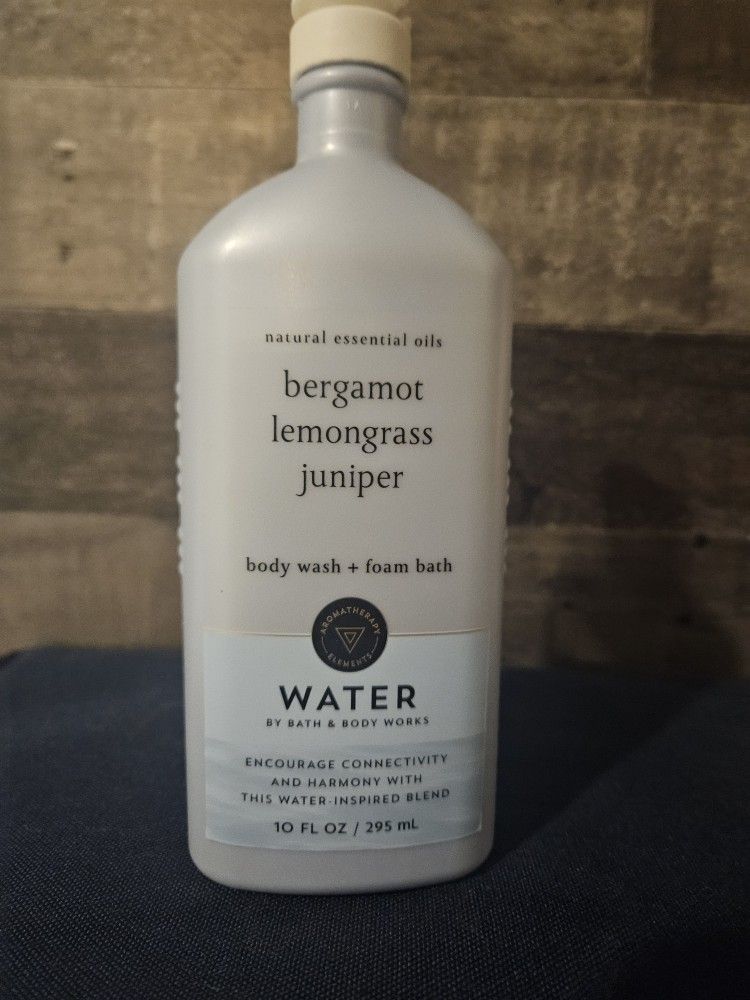 natural essential oils
bergamot
lemongrass
juniper
body wash + foam bath
AROMATHERAPY
ELEMENTS
WATER
BY BATH & BODY WORKS
ENCOURAGE CONNECTIVITY
AND HARMONY WITH
THIS WATER-INSPIRED BLEND
10 FL OZ / 295 mL